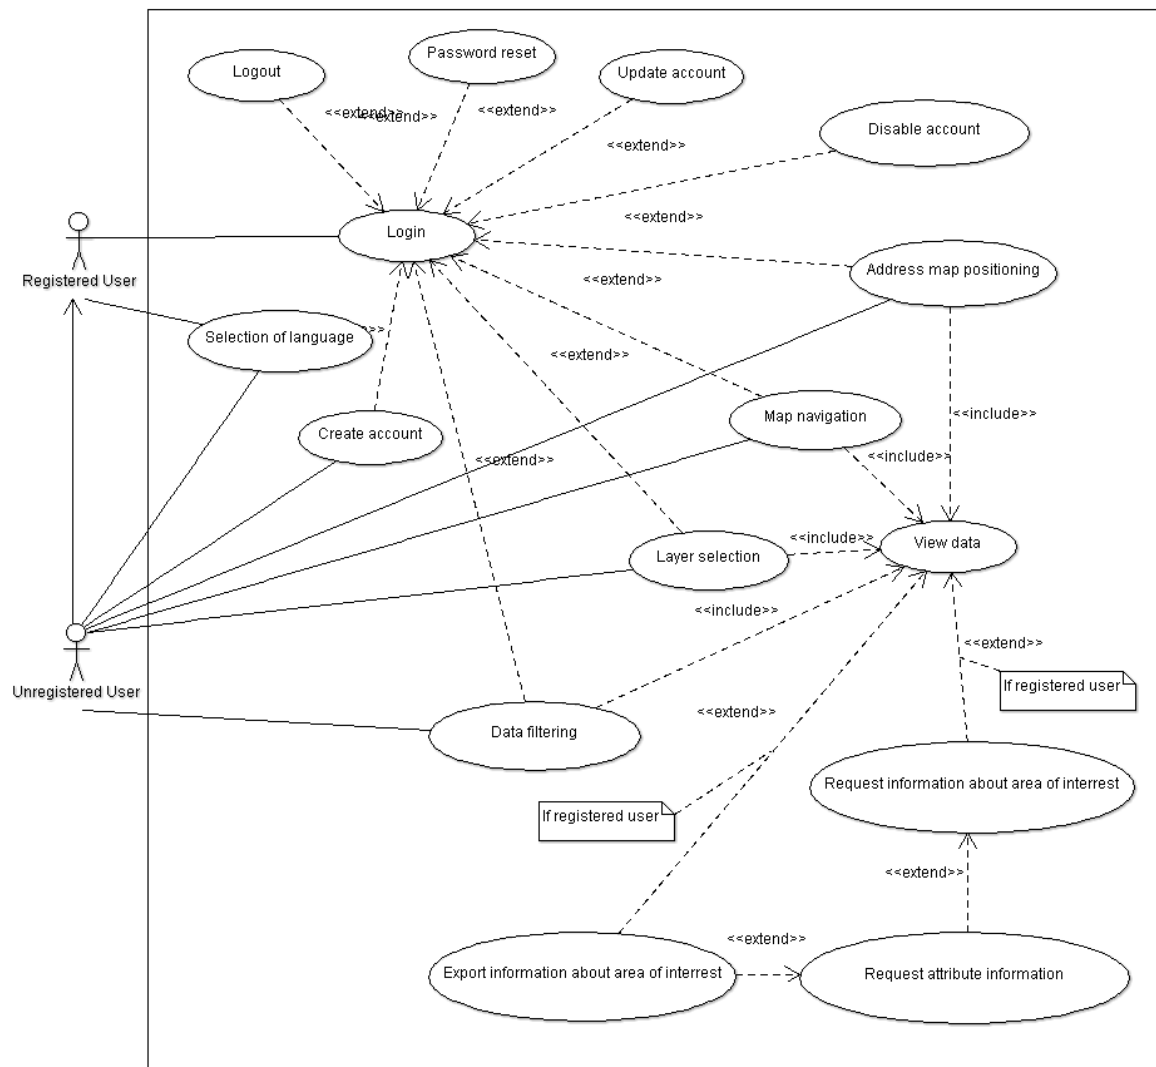 Password reset
Logout
Update account
<<extend>>
<<extend>>
<<extend>>
Disable account
<<extend>>
<<extend>>
Login
Address map positioning
Registered User
<<extend>>
Selection of language
>>
<<extend>>
Map navigation
Create account
<<include>>
<<extend>>
<<include>>
View data
<<include>>
Layer selection
<<include>>
<<extend>>
If registered user
Unregistered User
<<extend>>
Data filtering
Request information about area of interrest
If registered user
<<extend>>
<<extend>>
Export information about area of interrest
Request attribute information